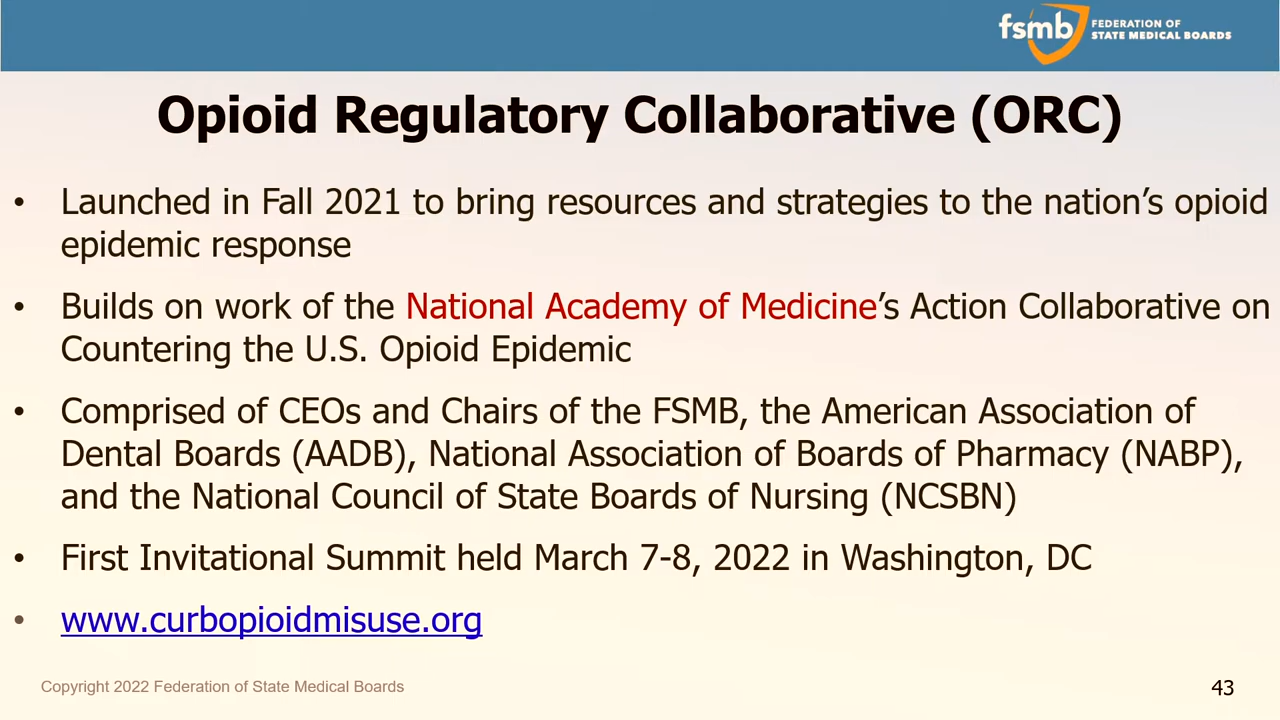 fsmb FEDERATION OF
STATE MEDICAL BOARDS
Opioid Regulatory Collaborative (ORC)
• Launched in Fall 2021 to bring resources and strategies to the nation’s opioid
epidemic response
• Builds on work of the National Academy of Medicine’s Action Collaborative on
Countering the U.S. Opioid Epidemic
• Comprised of CEOs and Chairs of the FSMB, the American Association of
Dental Boards (AADB), National Association of Boards of Pharmacy (NABP),
and the National Council of State Boards of Nursing (NCSBN)
• First Invitational Summit held March 7-8, 2022 in Washington, DC
• www.curbopioidmisuse.org
Copyright 2022 Federation of State Medical Boards
43